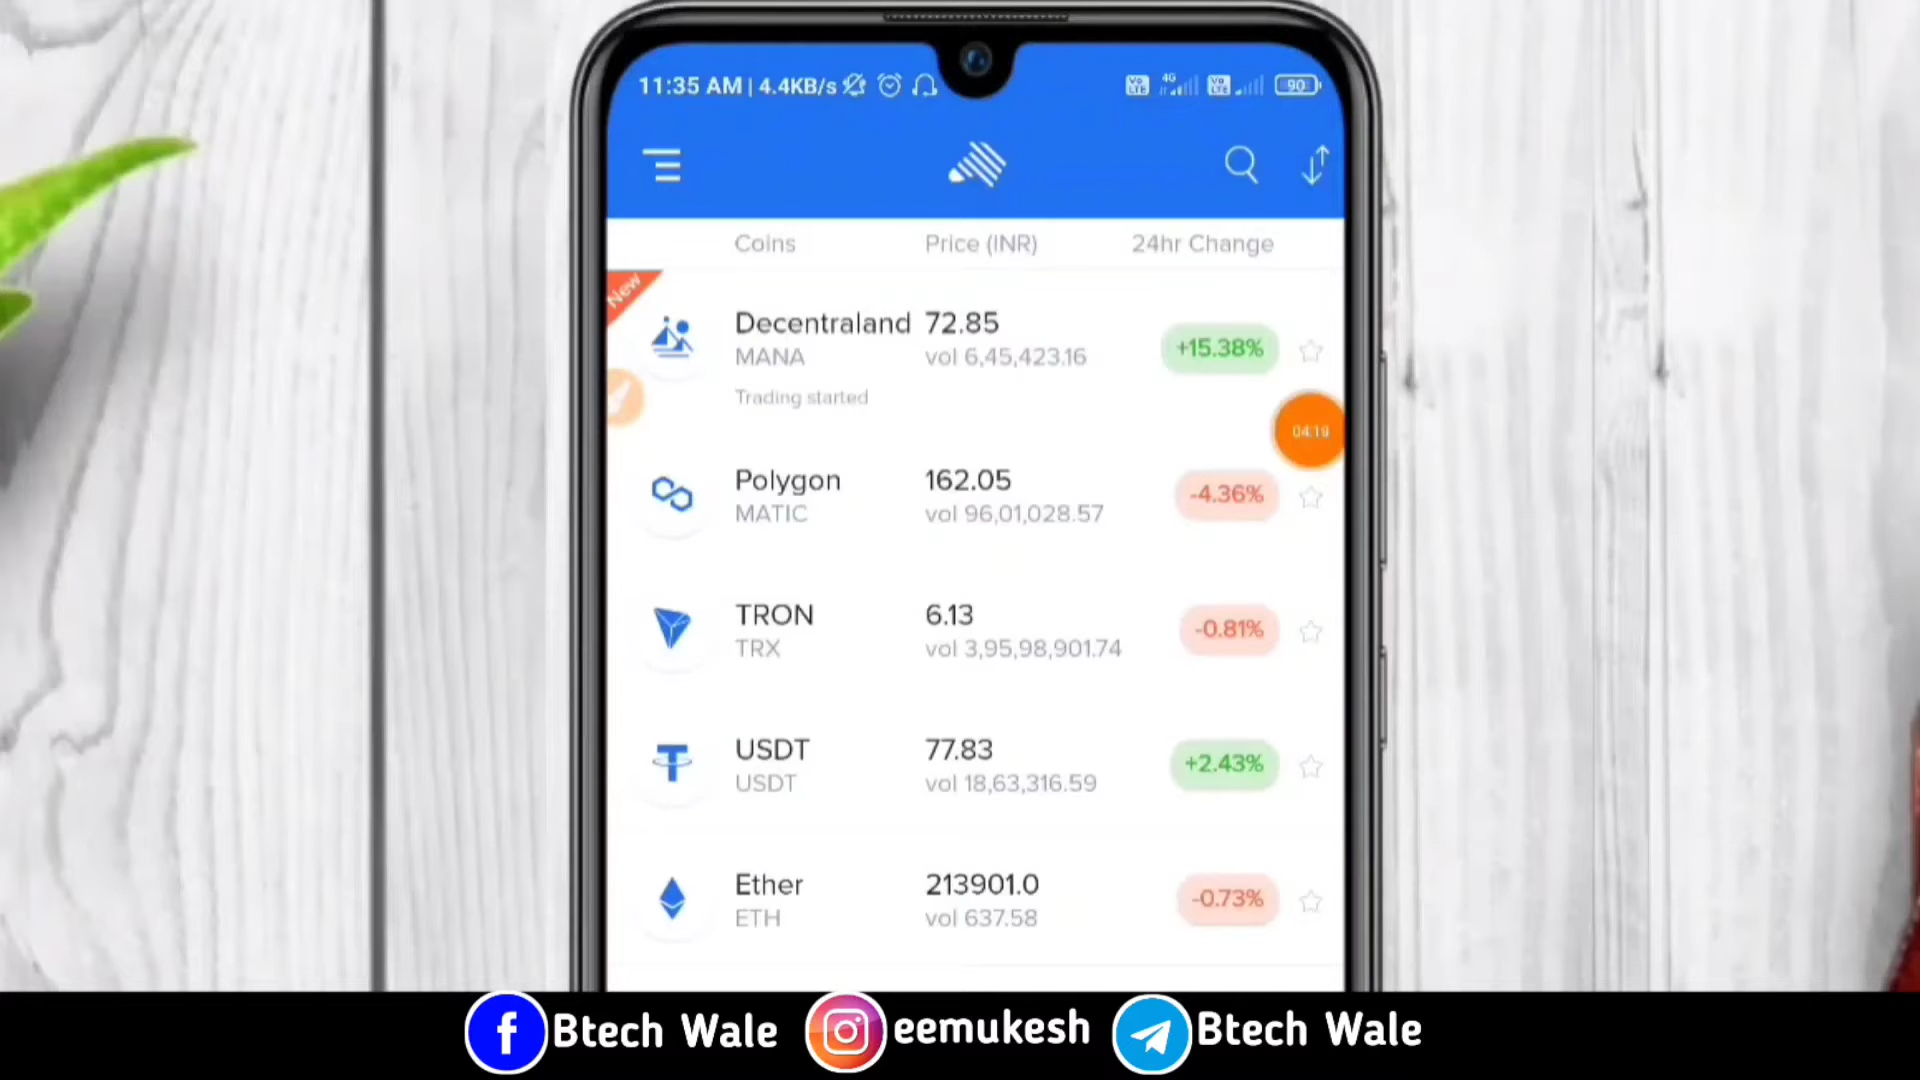 11:35 AM | 4.4KB/s
4G
90
Coins Price (INR) 24hr Change
New
Decentraland 72.85
MANA vol 6,45,423.16 +15.38%
Trading started
04:19
Polygon 162.05
MATIC vol 96,01,028.57 -4.36%
TRON 6.13
TRX vol 3,95,98,901.74 -0.81%
USDT 77.83
USDT vol 18,63,316.59 +2.43%
Ether 213901.0
ETH vol 637.58 -0.73%
Btech Wale eemukesh Btech Wale